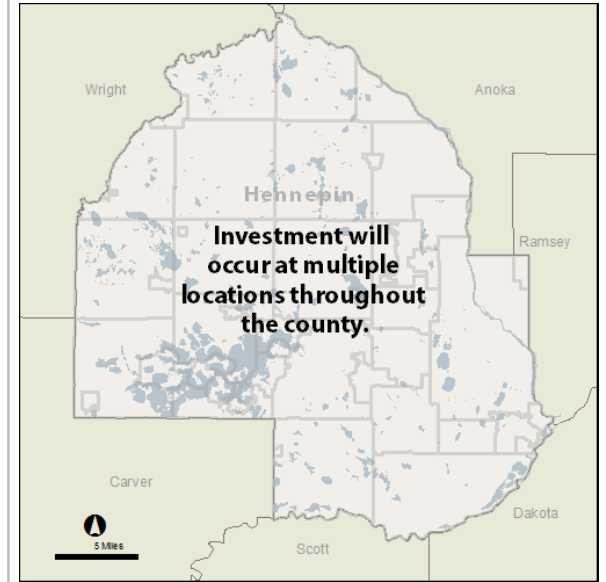 Wright
Anoka
Hennepin
Ramsey
Investment will
occur at multiple
locations throughout
the county.
Carver
5 Miles
Scott
Dakota